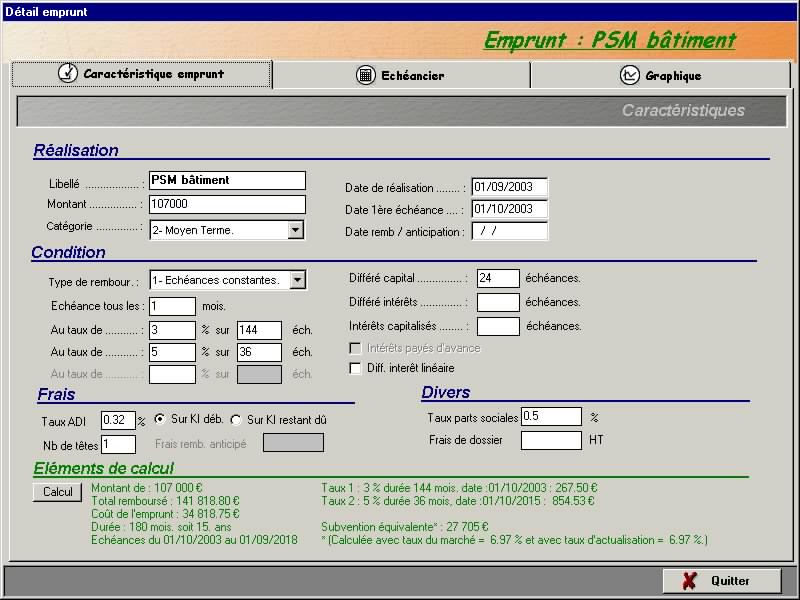 Détail emprunt
Emprunt : PSM bâtiment
Caractéristique emprunt
Echéancier
Graphique
Caractéristiques
Réalisation
Libellé .................. : PSM bâtiment
Montant ................ : 107000
Catégorie .............. : 2- Moyen Terme.
Date de réalisation ........ : 01/09/2003
Date 1ère échéance .... : 01/10/2003
Date remb / anticipation : / /
Condition
Type de rembour. : 1- Echéances constantes.
Echéance tous les : 1 mois.
Au taux de ........... : 3 % sur 144 éch.
Au taux de ........... : 5 % sur 36 éch.
Au taux de ........... : % sur éch.
Différé capital ............... : 24 échéances.
Différé intérêts .............. : échéances.
Intérêts capitalisés ........ : échéances.
Intérêts payés d'avance
Diff. interêt linéaire
Frais
Taux ADI 0.32 % Sur KI déb. Sur KI restant dû
Nb de têtes 1 Frais remb. anticipé
Divers
Taux parts sociales 0.5 %
Frais de dossier HT
Eléments de calcul
Calcul
Montant de : 107 000 €
Total remboursé : 141 818.80 €
Coût de l'emprunt : 34 818.75 €
Durée : 180 mois. soit 15. ans
Echéances du 01/10/2003 au 01/09/2018
Taux 1 : 3 % durée 144 mois. date :01/10/2003 : 267.50 €
Taux 2 : 5 % durée 36 mois, date :01/10/2015 : 854.53 €
Subvention équivalente* : 27 705 €
* (Calculée avec taux du marché = 6.97 % et avec taux d'actualisation = 6.97 %.)
Quitter